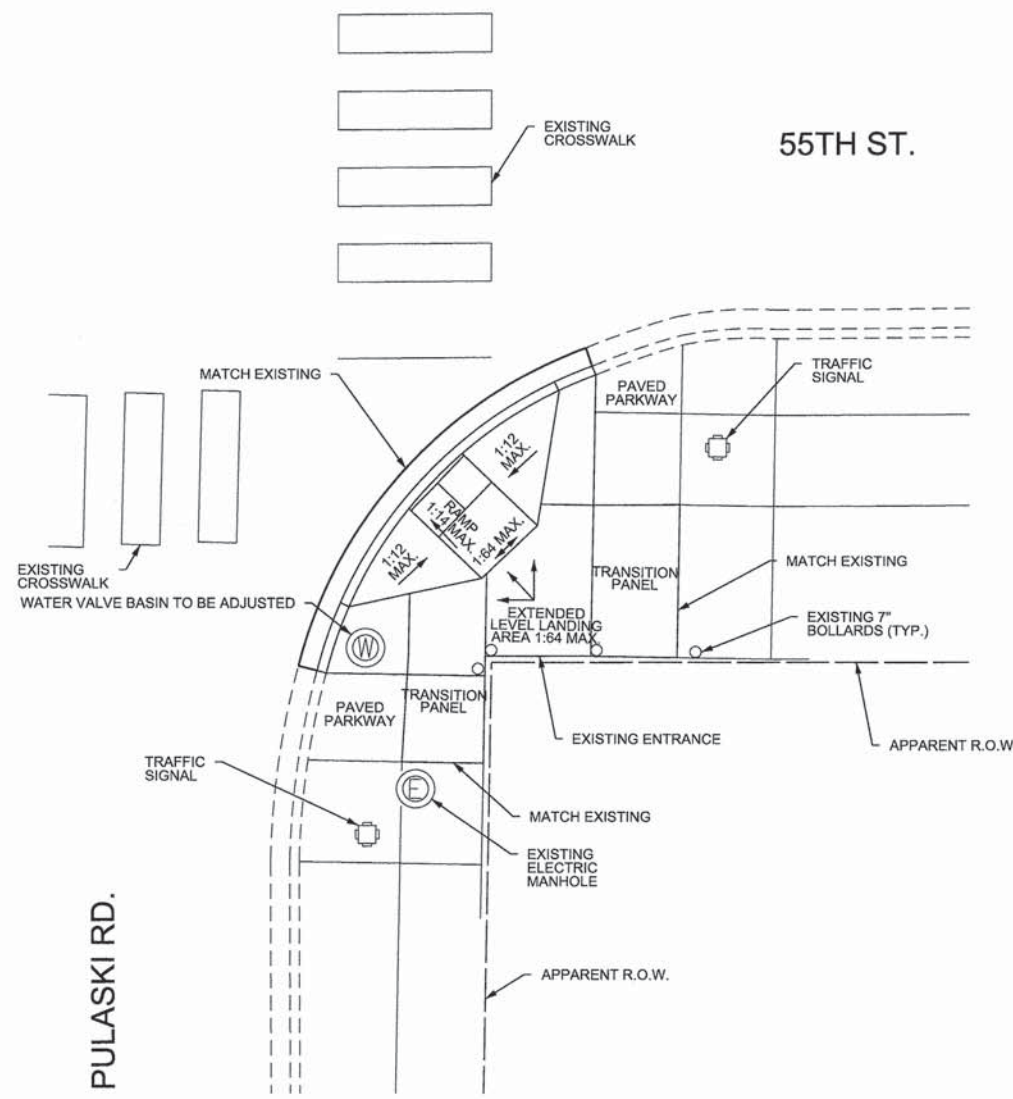 EXISTING
CROSSWALK
55TH ST.
MATCH EXISTING
PAVED
PARKWAY
TRAFFIC
SIGNAL
1:12
MAX.
RAMP
1:14 MAX.
1:64 MAX.
1:12
MAX.
EXISTING
CROSSWALK
WATER VALVE BASIN TO BE ADJUSTED
W
TRANSITION
PANEL
MATCH EXISTING
EXTENDED
LEVEL LANDING
AREA 1:64 MAX.
EXISTING 7"
BOLLARDS (TYP.)
PAVED
PARKWAY
TRANSITION
PANEL
EXISTING ENTRANCE
APPARENT R.O.W
TRAFFIC
SIGNAL
E
MATCH EXISTING
EXISTING
ELECTRIC
MANHOLE
PULASKI RD.
APPARENT R.O.W.